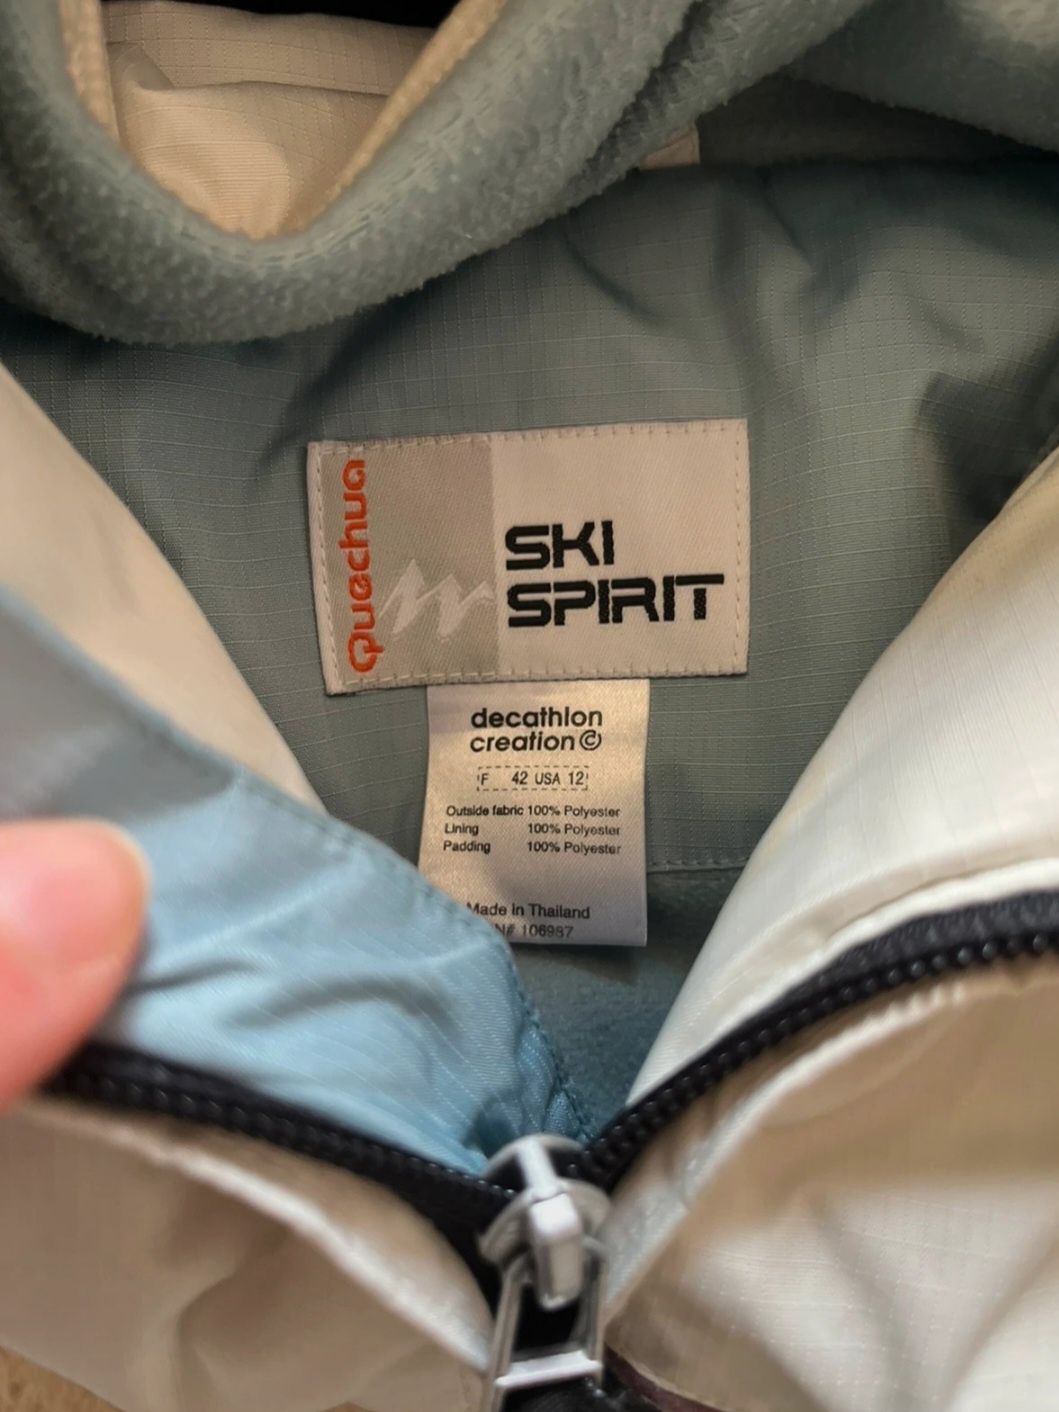 Quechua
SKI
SPIRIT
decathlon
creation©
F 42 USA 12
Outside fabric 100% Polyester
Lining 100% Polyester
Padding 100% Polyester
Made in Thailand
N# 106987